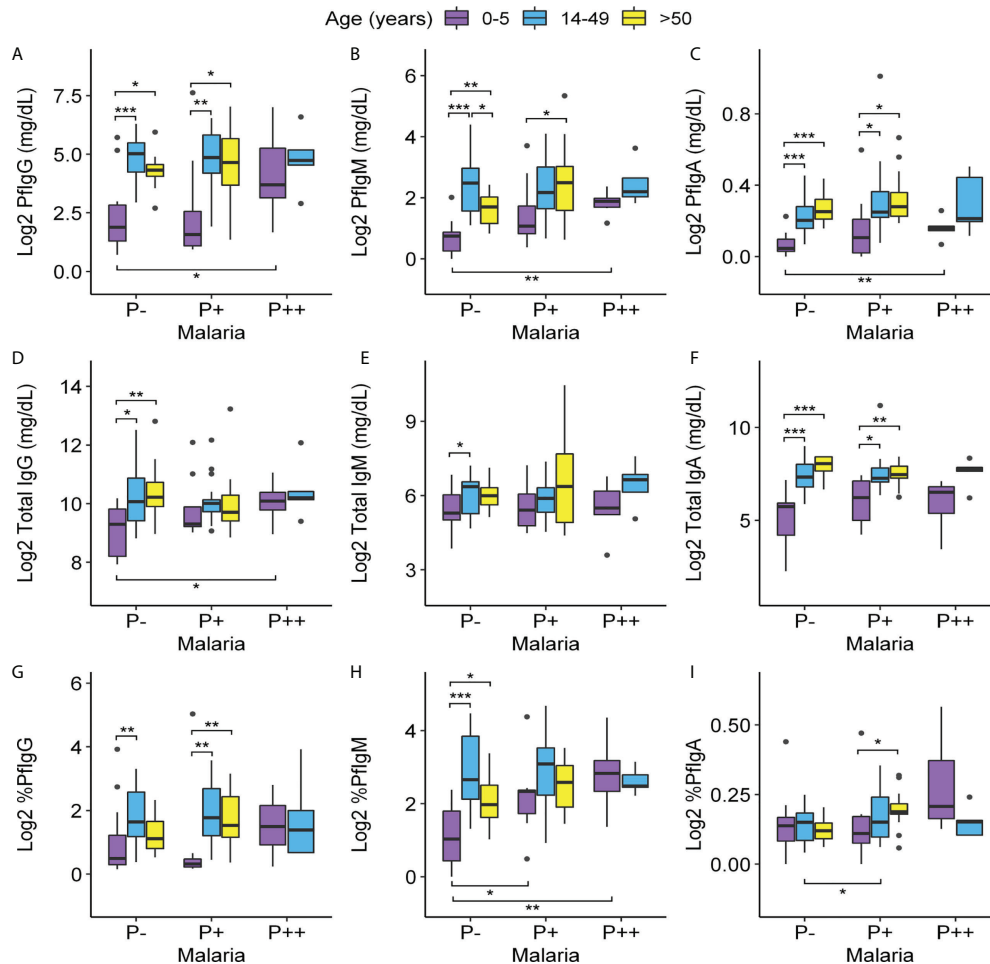 Age (years) 0-5 14-49 >50
A B C
Log2 PfIgG (mg/dL)
7.5
5.0
2.5
0.0
*
***
*
**
*
P- P+ P++
Malaria
Log2 PfIgM (mg/dL)
6
4
2
0
**
*** *
*
**
P- P+ P++
Malaria
Log2 PfIgA (mg/dL)
0.8
0.4
0.0
***
***
*
*
**
P- P+ P++
Malaria
D E F
Log2 Total IgG (mg/dL)
14
12
10
8
**
*
*
P- P+ P++
Malaria
Log2 Total IgM (mg/dL)
9
6
3
*
P- P+ P++
Malaria
Log2 Total IgA (mg/dL)
10
5
***
***
**
*
P- P+ P++
Malaria
G H I
Log2 %PfIgG
6
4
2
0
**
**
**
P- P+ P++
Malaria
Log2 %PfIgM
4
2
0
*
***
*
**
P- P+ P++
Malaria
Log2 %PfIgA
0.50
0.25
0.00
*
*
P- P+ P++
Malaria